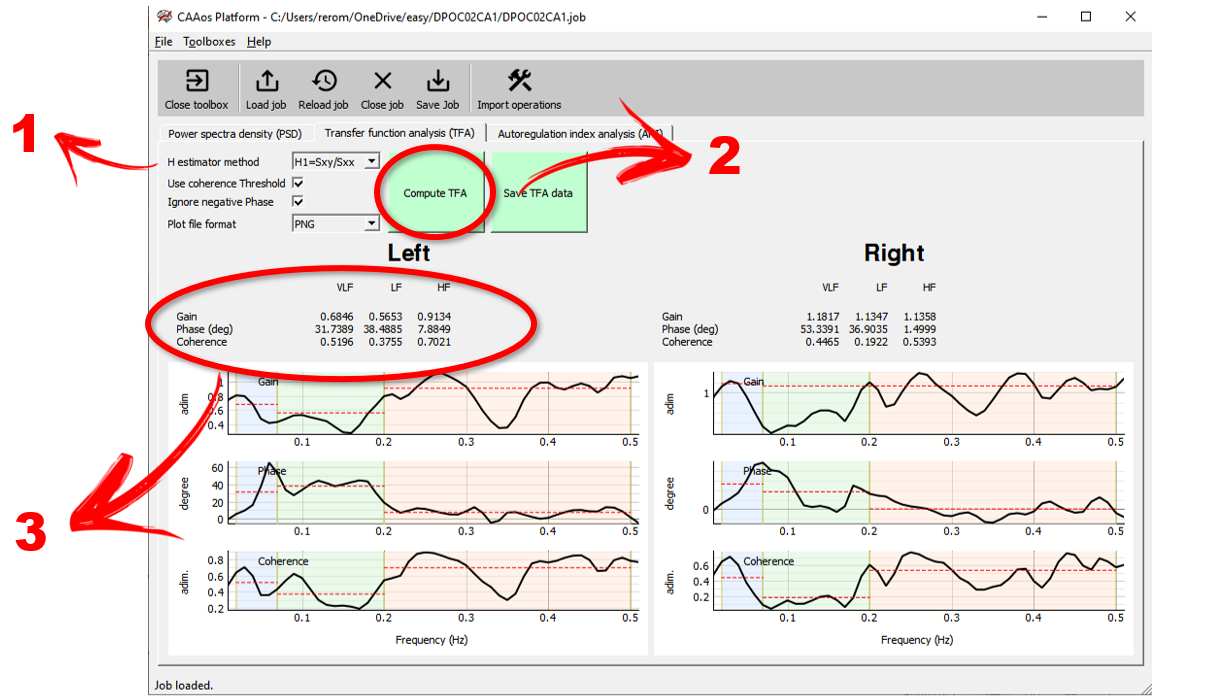 CAAos Platform - C:/Users/rerom/OneDrive/easy/DPOC02CA1/DPOC02CA1.job
File Toolboxes Help
Close toolbox Load job Reload job Close job Save Job Import operations
Power spectra density (PSD) Transfer function analysis (TFA) Autoregulation index analysis (ARI)
1
2
H estimator method H1=Sxy/Sxx
Use coherence Threshold
Ignore negative Phase
Plot file format PNG
Compute TFA Save TFA data
Left Right
VLF LF HF VLF LF HF
Gain 0.6846 0.5653 0.9134 Gain 1.1817 1.1347 1.1358
Phase (deg) 31.7389 38.4885 7.8849 Phase (deg) 53.3391 36.9035 1.4999
Coherence 0.5196 0.3755 0.7021 Coherence 0.4465 0.1922 0.5393
Gain Gain
adim 1 0.8 0.6 0.4 adim 1
0.1 0.2 0.3 0.4 0.5 0.1 0.2 0.3 0.4 0.5
3
Phase Phase
degree 60 40 20 0 degree 0
0.1 0.2 0.3 0.4 0.5 0.1 0.2 0.3 0.4 0.5
Coherence Coherence
adim. 0.8 0.6 0.4 0.2 adim. 0.6 0.4 0.2
0.1 0.2 0.3 0.4 0.5 0.1 0.2 0.3 0.4 0.5
Frequency (Hz) Frequency (Hz)
Job loaded.